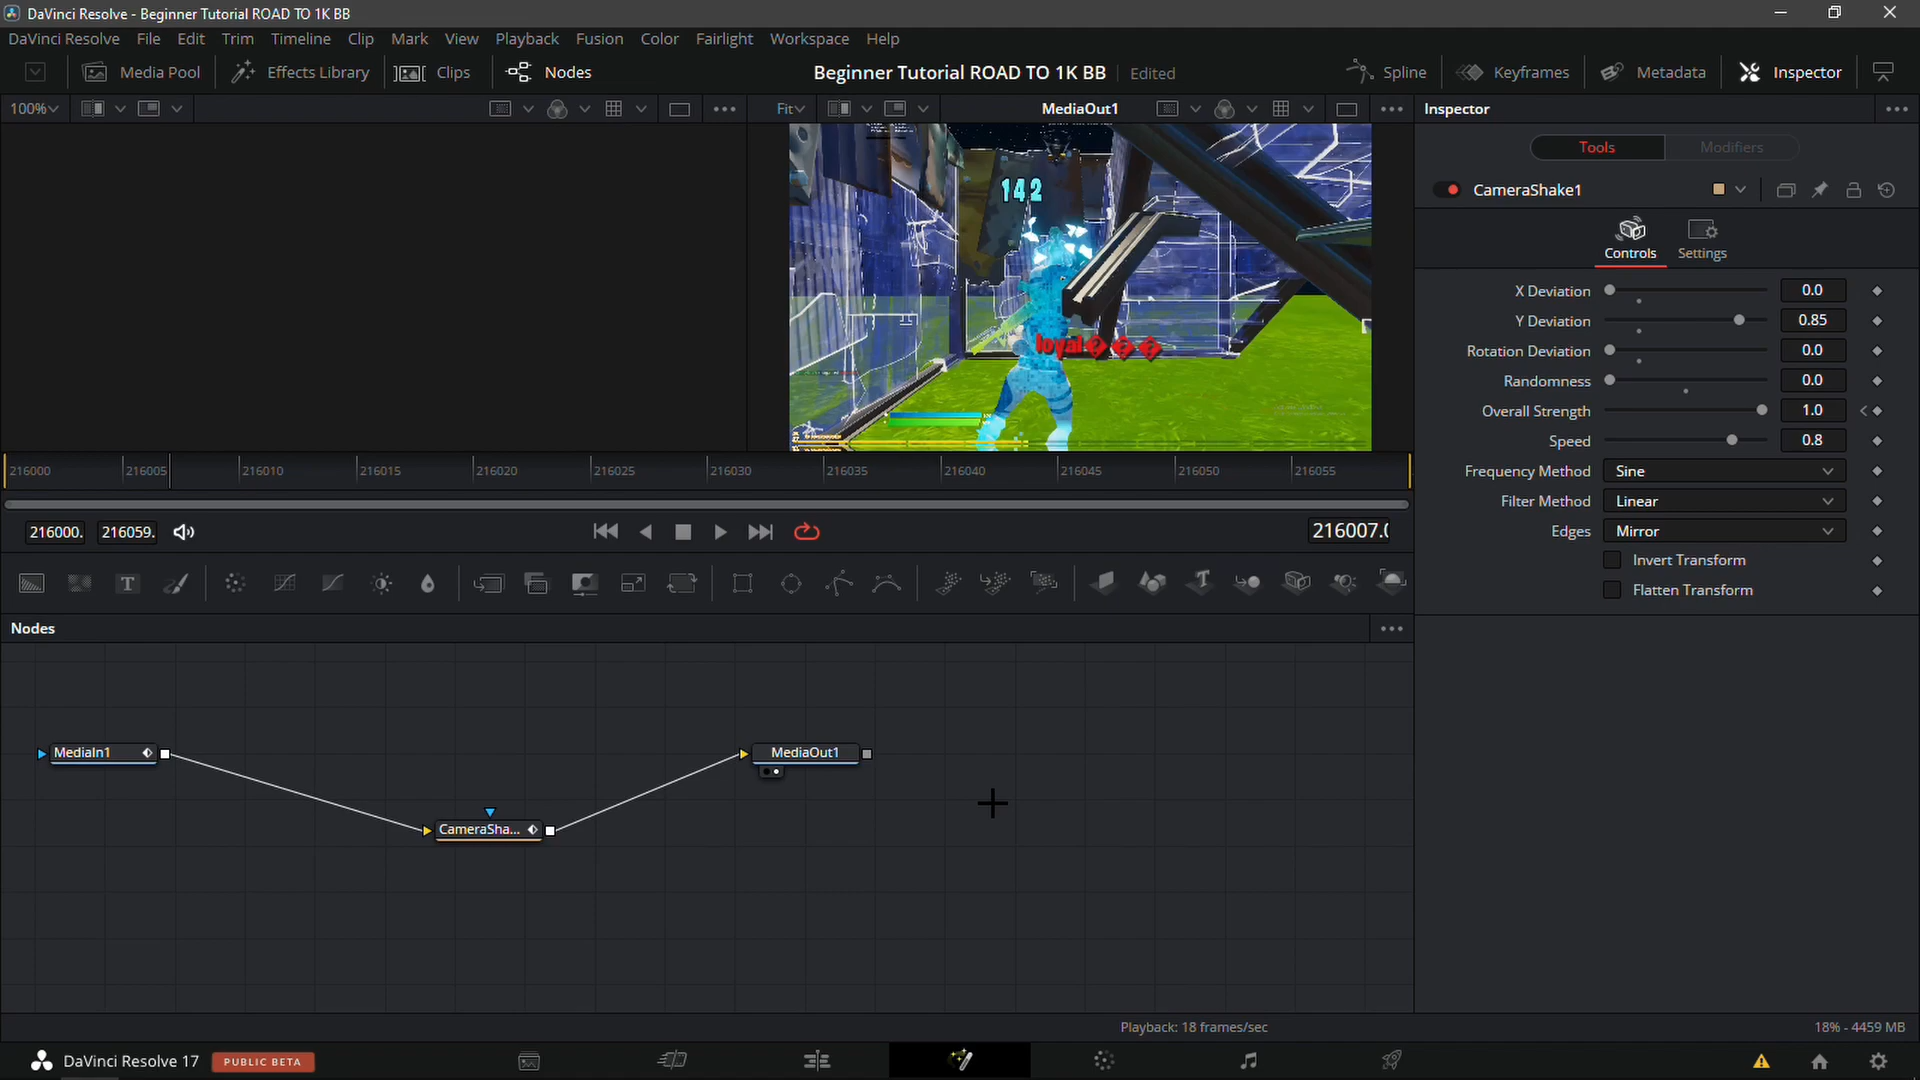 DaVinci Resolve - Beginner Tutorial ROAD TO 1K BB
DaVinci Resolve File Edit Trim Timeline Clip Mark View Playback Fusion Color Fairlight Workspace Help
Media Pool Effects Library Clips Nodes Beginner Tutorial ROAD TO 1K BB Edited Spline Keyframes Metadata Inspector
100% Fit MediaOut1 Inspector
Tools Modifiers
CameraShake1
Controls Settings
142
loyal���
X Deviation 0.0
Y Deviation 0.85
Rotation Deviation 0.0
Randomness 0.0
Overall Strength 1.0
Speed 0.8
Frequency Method Sine
Filter Method Linear
Edges Mirror
Invert Transform
Flatten Transform
216000 216005 216010 216015 216020 216025 216030 216035 216040 216045 216050 216055
216000. 216059. 216007.0
T
Nodes
MediaIn1 MediaOut1
CameraSha...
Playback: 18 frames/sec 18% - 4459 MB
DaVinci Resolve 17 PUBLIC BETA